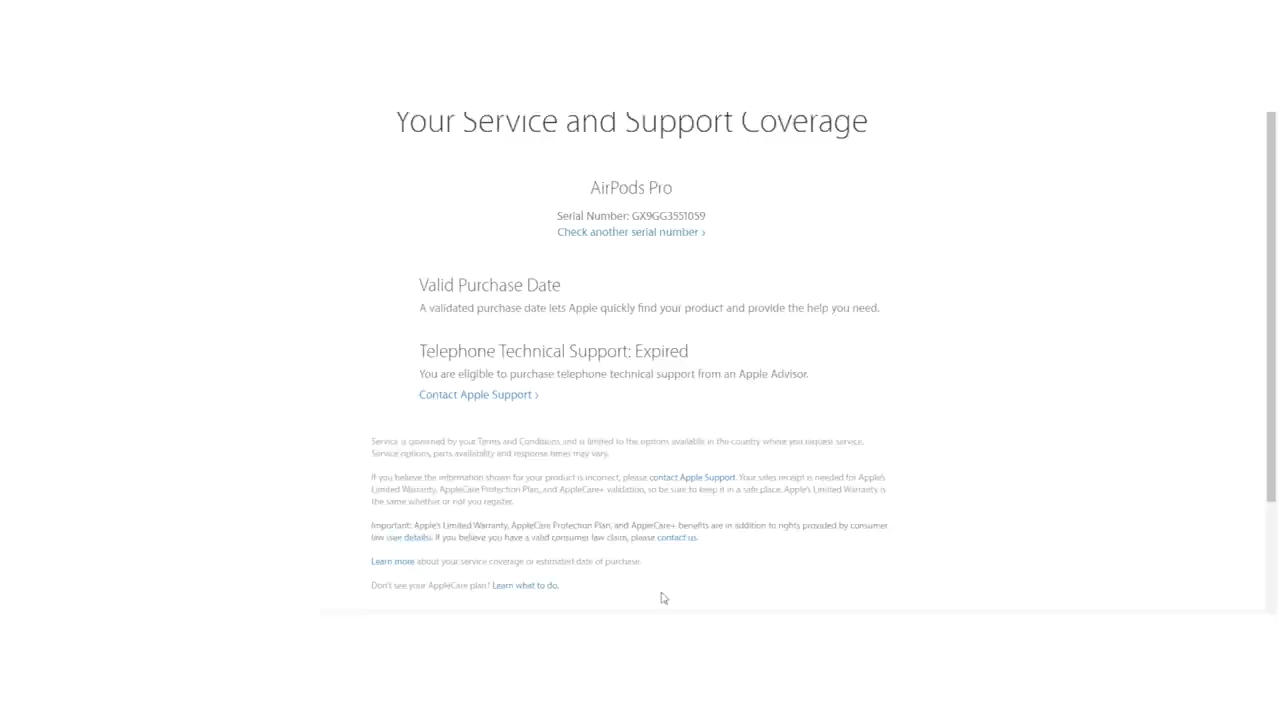 Your Service and Support Coverage
AirPods Pro
Serial Number: GX9GG3551059
Check another serial number ›
Valid Purchase Date
A validated purchase date lets Apple quickly find your product and provide the help you need.
Telephone Technical Support: Expired
You are eligible to purchase telephone technical support from an Apple Advisor.
Contact Apple Support ›
Service is governed by your Terms and Conditions and is limited to the options available in the country where you request service.
Service options, parts availability and response times may vary.
If you believe the information shown for your product is incorrect, please contact Apple Support. Your sales receipt is needed for Apple's
Limited Warranty, AppleCare Protection Plan, and AppleCare+ validation, so be sure to keep it in a safe place. Apple's Limited Warranty is
the same whether or not you register.
Important: Apple's Limited Warranty, AppleCare Protection Plan, and AppleCare+ benefits are in addition to rights provided by consumer
law (see details). If you believe you have a valid consumer law claim, please contact us.
Learn more about your service coverage or estimated date of purchase.
Don't see your AppleCare plan? Learn what to do.